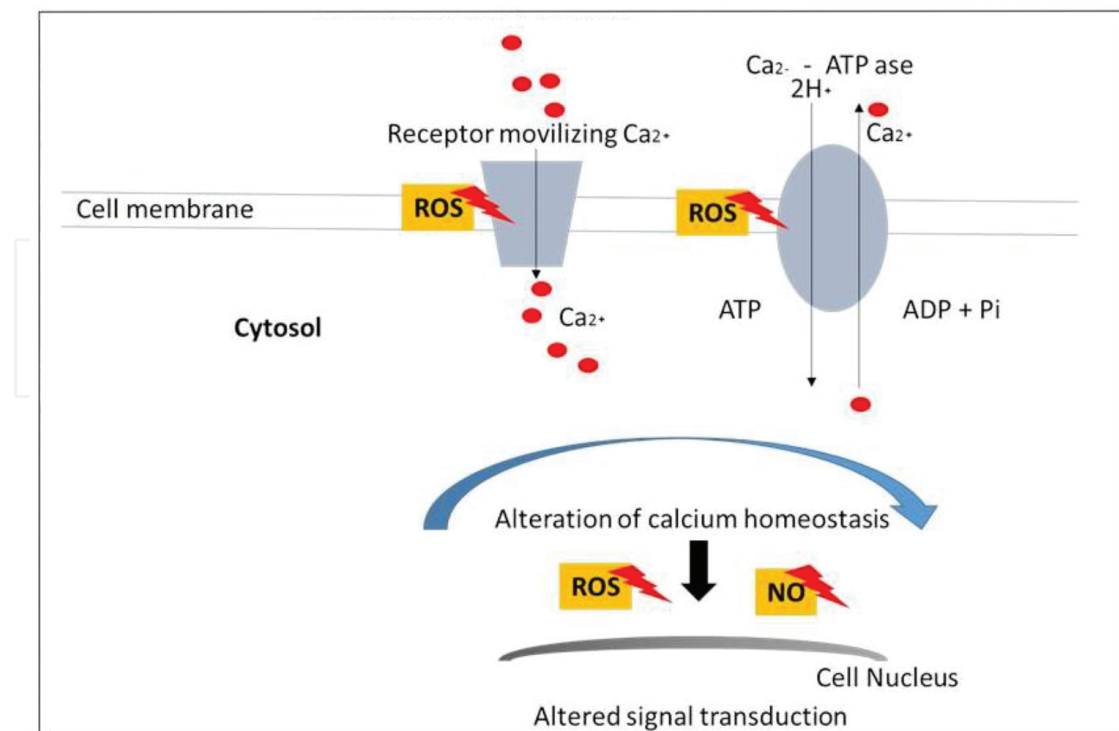 Ca2- - ATP ase
2H+
Receptor movilizing Ca2+
Ca2+
Cell membrane
ROS
ROS
Ca2+
ATP
ADP + Pi
Cytosol
Alteration of calcium homeostasis
ROS
NO
Cell Nucleus
Altered signal transduction